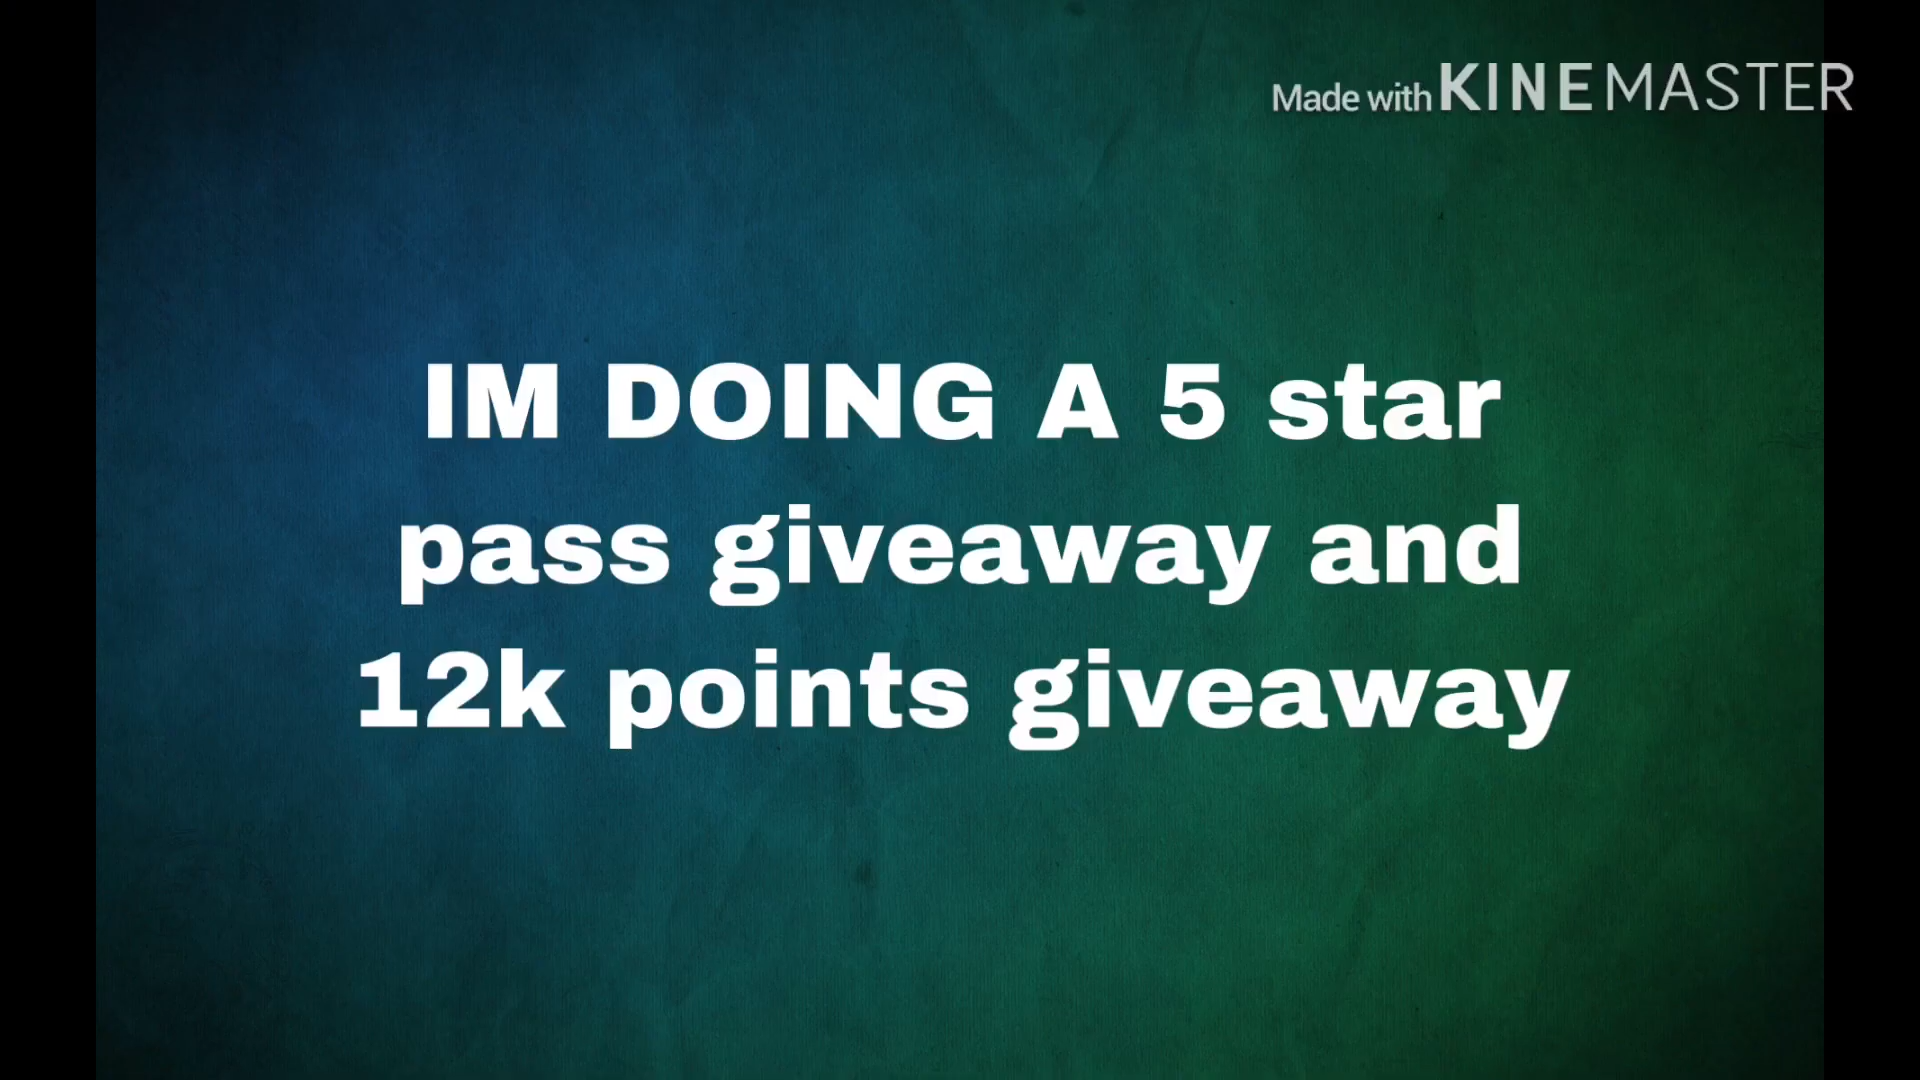 Made with KINEMASTER
IM DOING A 5 star
pass giveaway and
12k points giveaway